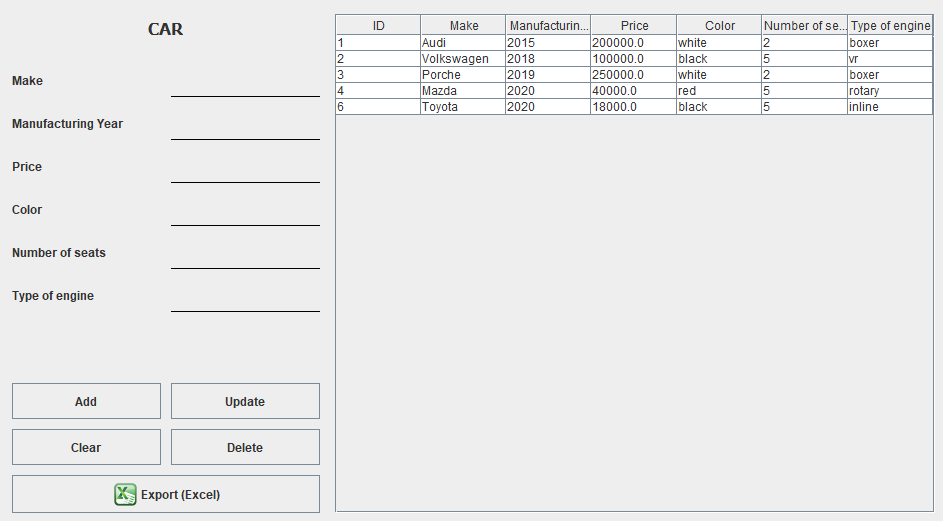 CAR
Make
Manufacturing Year
Price
Color
Number of seats
Type of engine
Add Update
Clear Delete
Export (Excel)
ID Make Manufacturin... Price Color Number of se... Type of engine
1 Audi 2015 200000.0 white 2 boxer
2 Volkswagen 2018 100000.0 black 5 vr
3 Porche 2019 250000.0 white 2 boxer
4 Mazda 2020 40000.0 red 5 rotary
6 Toyota 2020 18000.0 black 5 inline